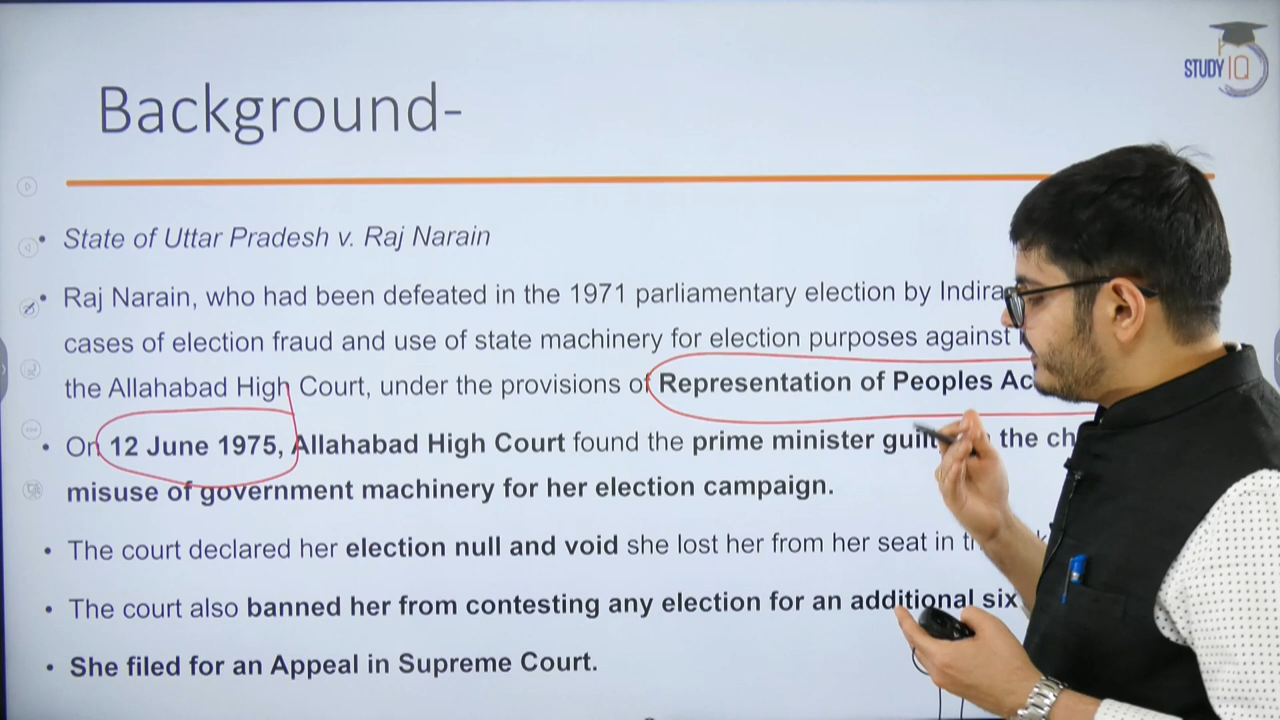 STUDY IQ
Background-
• State of Uttar Pradesh v. Raj Narain
• Raj Narain, who had been defeated in the 1971 parliamentary election by
cases of election fraud and use of state machinery for election purposes against
the Allahabad High Court, under the provisions of Representation of Peoples
• On 12 June 1975, Allahabad High Court found the prime minister the
misuse of government machinery for her election campaign.
• The court declared her election null and void she lost her from her seat in
• The court also banned her from contesting any election for an additional six
• She filed for an Appeal in Supreme Court.